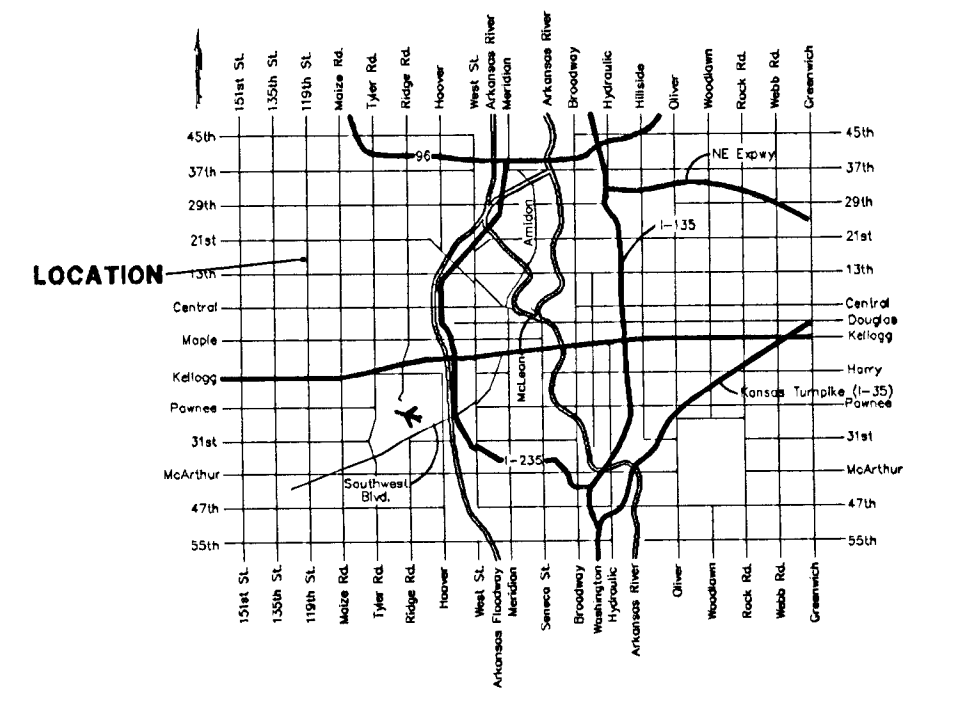 151st St.
135th St.
119th St.
Maize Rd.
Tyler Rd.
Ridge Rd.
Hoover
West St.
Arkansas River
Meridian
Arkansas River
Broadway
Hydraulic
Hillside
Oliver
Woodlawn
Rock Rd.
Webb Rd.
Greenwich
45th
45th
96
NE Expwy
37th
37th
29th
29th
Amidon
I-135
21st
21st
LOCATION
13th
13th
Central
Central
Douglas
Maple
Kellogg
McLean
Kellogg
Harry
Kansas Turnpike (I-35)
Pawnee
Pawnee
31st
31st
I-235
McArthur
McArthur
Southwest
Blvd.
47th
47th
55th
55th
151st St.
135th St.
119th St.
Maize Rd.
Tyler Rd.
Ridge Rd.
Hoover
West St.
Arkansas Floodway
Meridian
Seneca St.
Broadway
Washington
Hydraulic
Arkansas River
Oliver
Woodlawn
Rock Rd.
Webb Rd.
Greenwich